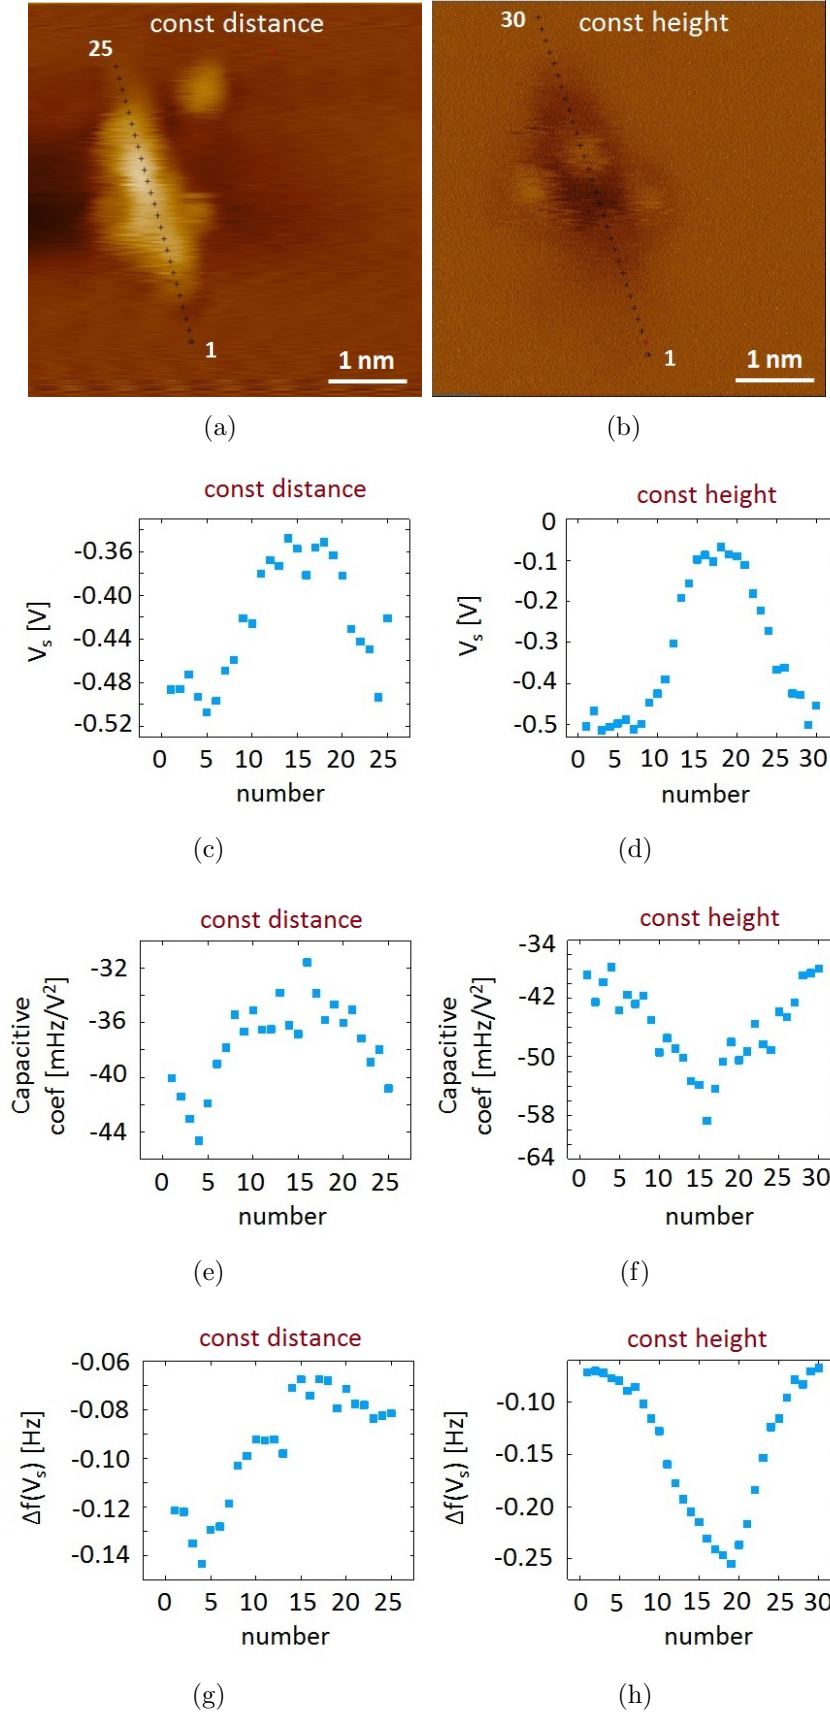 const distance
25
1
1 nm
const height
30
1
1 nm
(a)
(b)
const distance
Vₛ [V]
-0.36
-0.40
-0.44
-0.48
-0.52
0 5 10 15 20 25
number
const height
Vₛ [V]
0
-0.1
-0.2
-0.3
-0.4
-0.5
0 5 10 15 20 25 30
number
(c)
(d)
const distance
Capacitive
coef [mHz/V²]
-32
-36
-40
-44
0 5 10 15 20 25
number
const height
Capacitive
coef [mHz/V²]
-34
-42
-50
-58
-64
0 5 10 15 20 25 30
number
(e)
(f)
const distance
Δf(Vₛ) [Hz]
-0.06
-0.08
-0.10
-0.12
-0.14
0 5 10 15 20 25
number
const height
Δf(Vₛ) [Hz]
-0.10
-0.15
-0.20
-0.25
0 5 10 15 20 25 30
number
(g)
(h)